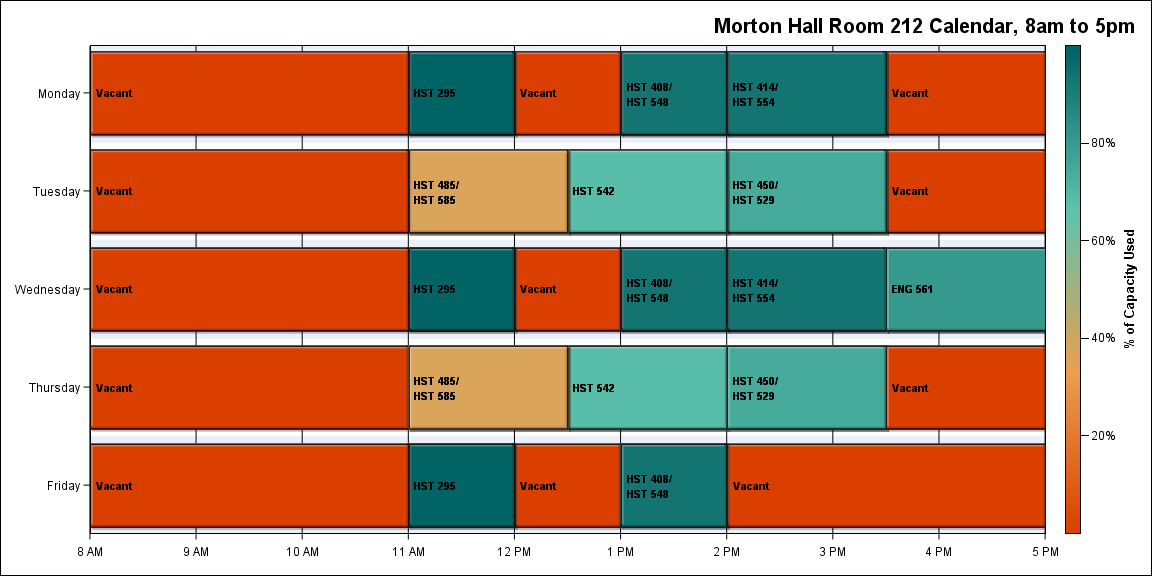 Morton Hall Room 212 Calendar, 8am to 5pm
Monday
Vacant
HST 295
Vacant
HST 408/
HST 548
HST 414/
HST 554
Vacant
Tuesday
Vacant
HST 485/
HST 585
HST 542
HST 450/
HST 529
Vacant
Wednesday
Vacant
HST 295
Vacant
HST 408/
HST 548
HST 414/
HST 554
ENG 561
Thursday
Vacant
HST 485/
HST 585
HST 542
HST 450/
HST 529
Vacant
Friday
Vacant
HST 295
Vacant
HST 408/
HST 548
Vacant
8 AM
9 AM
10 AM
11 AM
12 PM
1 PM
2 PM
3 PM
4 PM
5 PM
80%
60%
40%
20%
% of Capacity Used